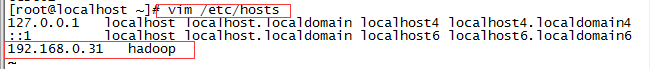 [root@localhost ~]# vim /etc/hosts
127.0.0.1   localhost localhost.localdomain localhost4 localhost4.localdomain4
::1         localhost localhost.localdomain localhost6 localhost6.localdomain6
192.168.0.31   hadoop
~